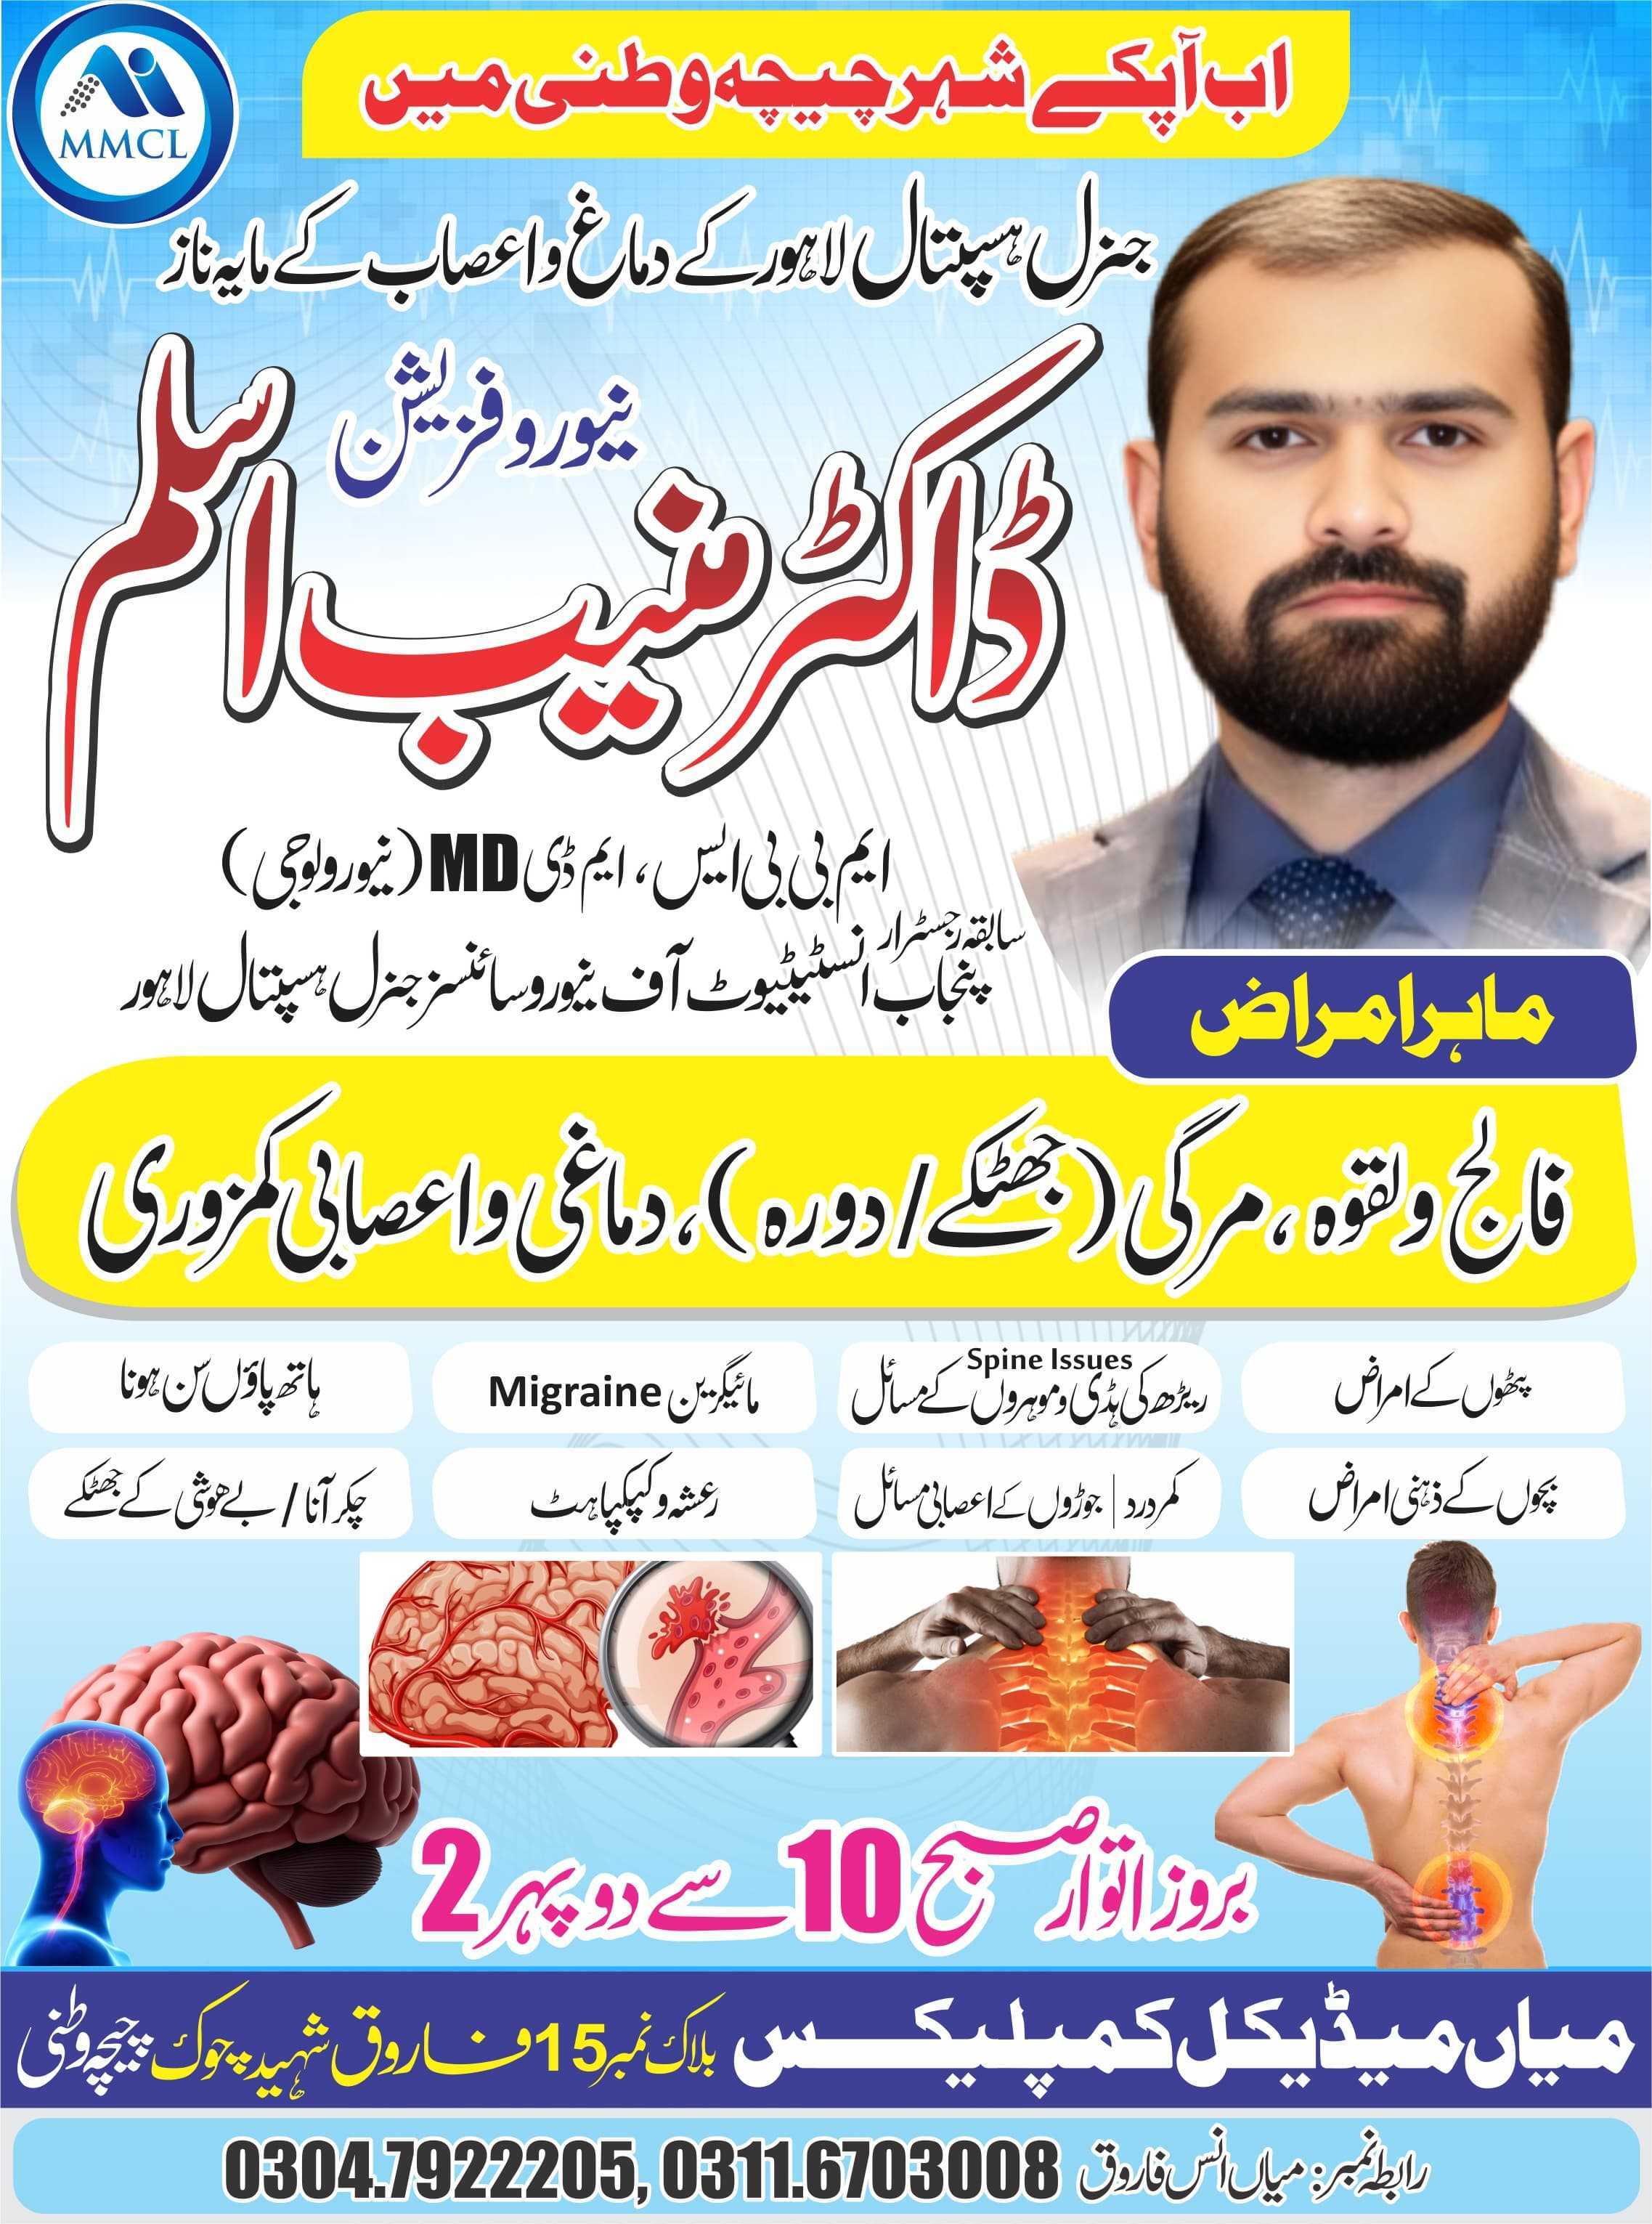 MMCL
اب آپکے شہر چیچہ وطنی میں
جنرل ہسپتال لاہور کے دماغ و اعصاب کے مایہ ناز
نیوروفزیشن
ڈاکٹر منیب اسلم
ایم بی بی ایس، ایم ڈی MD (نیورولوجی)
سابقہ رجسٹرار
پنجاب انسٹیٹیوٹ آف نیوروسائنسز جنرل ہسپتال لاہور
ماہر امراض
فالج و لقوہ، مرگی (جھٹکے/دورہ)، دماغی و اعصابی کمزوری
پٹھوں کے امراض
Spine Issues
ریڑھ کی ہڈی و موہروں کے مسائل
مائیگرین Migraine
ہاتھ پاؤں سن ہونا
بچوں کے ذہنی امراض
کمر درد | جوڑوں کے اعصابی مسائل
رعشہ و کپکپاہٹ
چکر آنا / بے ھوشی کے جھٹکے
بروز اتوار صبح 10 سے دوپہر 2
میاں میڈیکل کمپلیکس بلاک نمبر 15 فاروق شہید چوک چیچہ وطنی
رابطہ نمبر: میاں انس فاروق 0304.7922205, 0311.6703008